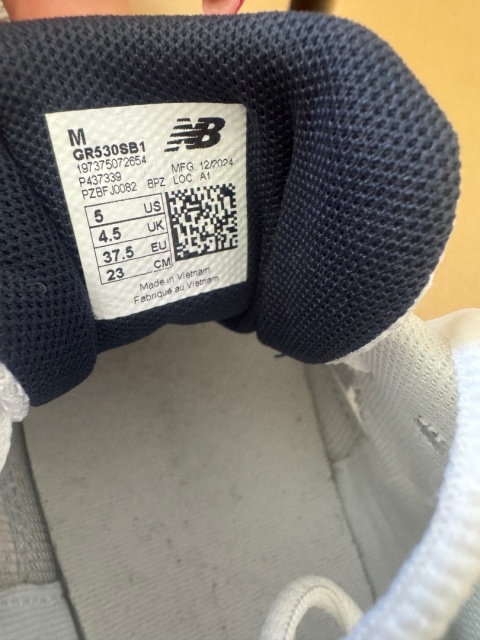 M
NB
GR530SB1
197375072654 MFG 12/2024
P437339 LOC A1
PZBFJ0082 BPZ
5 US
4.5 UK
37.5 EU
23 CM
Made in Vietnam
Fabriqué au Vietnam